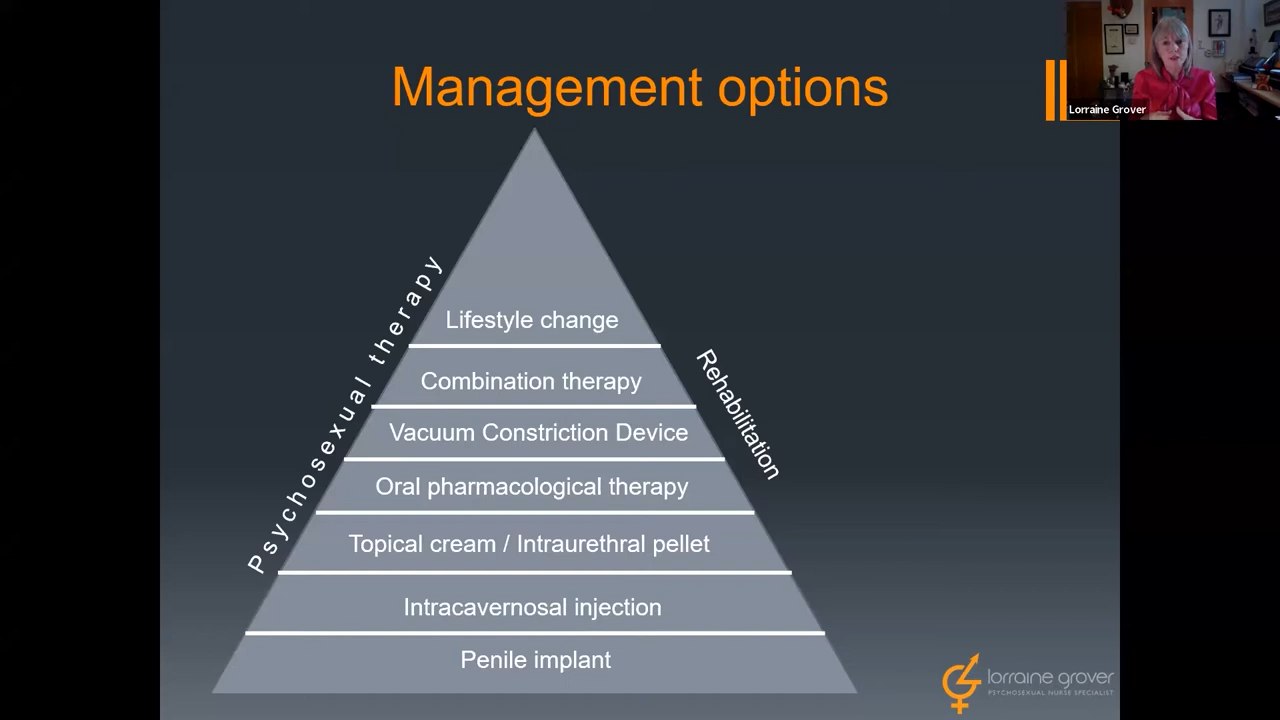 Management options
Lorraine Grover
Psychosexual therapy
Lifestyle change
Combination therapy
Rehabilitation
Vacuum Constriction Device
Oral pharmacological therapy
Topical cream / Intraurethral pellet
Intracavernosal injection
Penile implant
lorraine grover
PSYCHOSEXUAL NURSE SPECIALIST